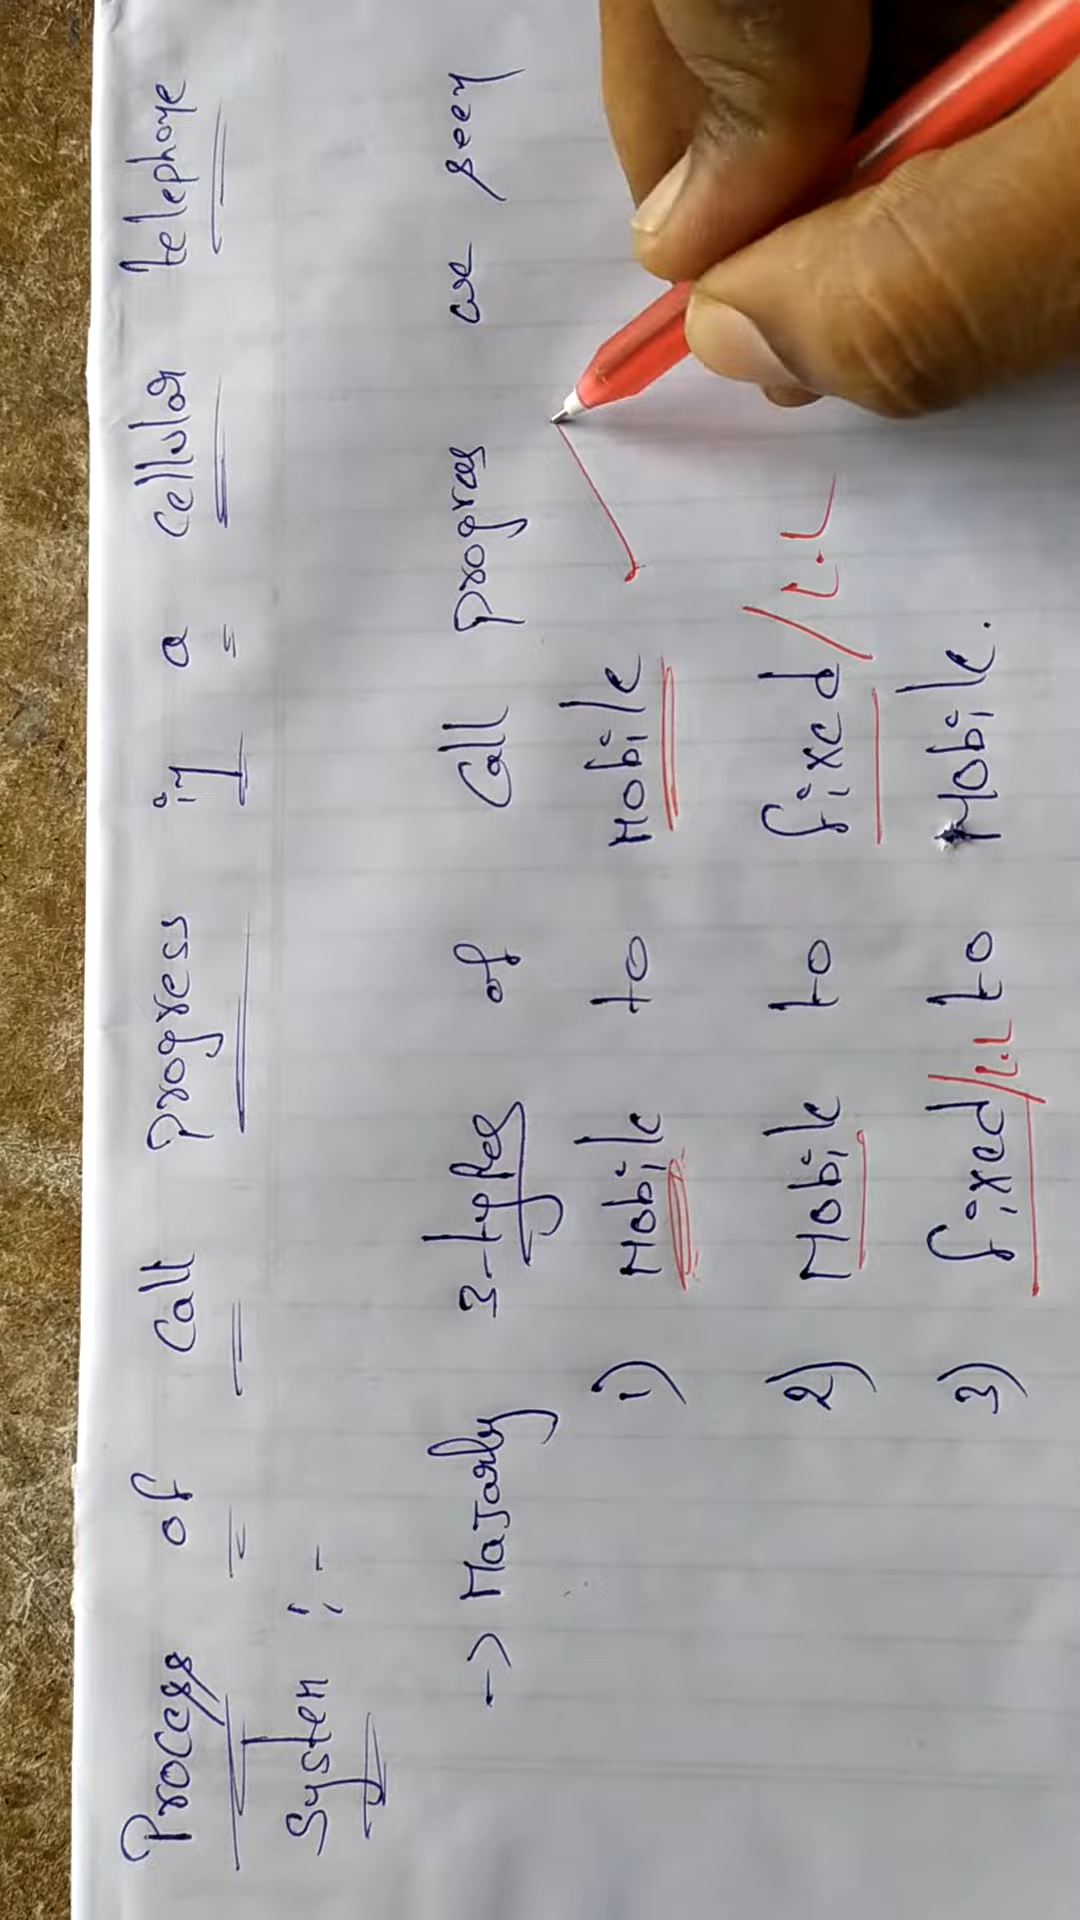 Process of Call progress in a cellular telephone
System :-
→ Majorly 3-types of Call progres are seen
1) Mobile to Mobile
2) Mobile to fixed / L.L
3) fixed/L.L to Mobile.